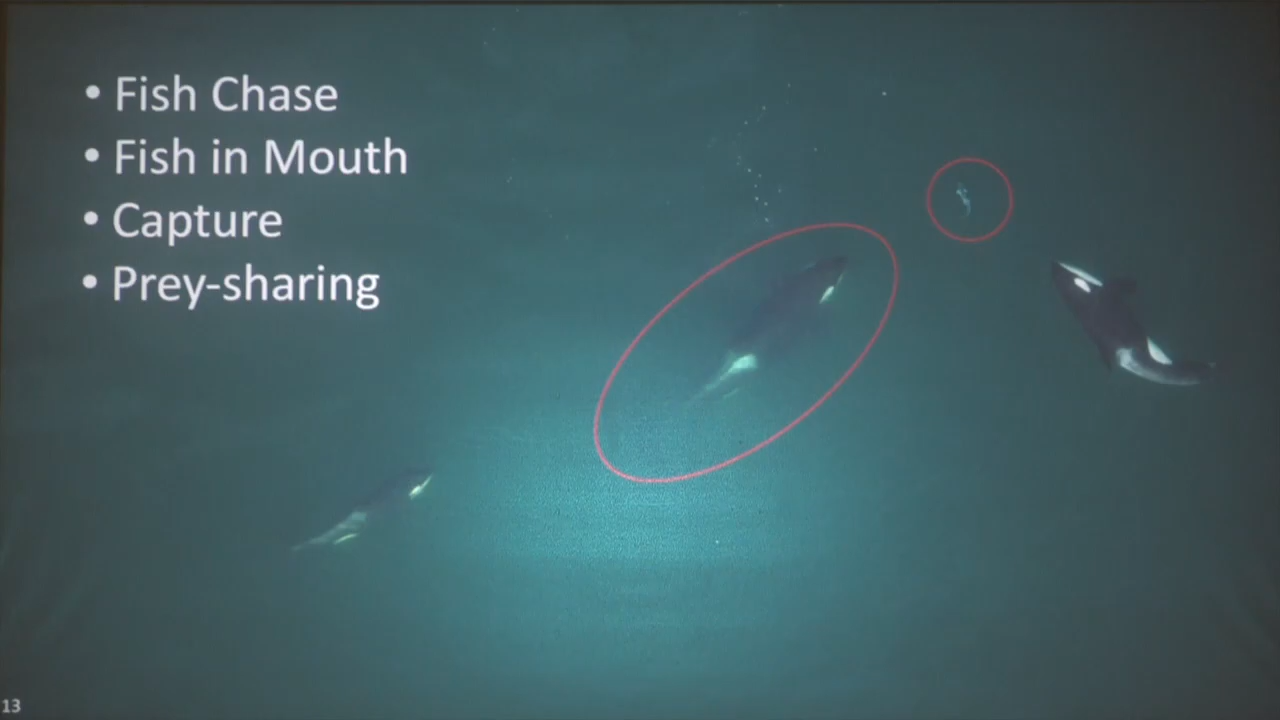 • Fish Chase
• Fish in Mouth
• Capture
• Prey-sharing
13